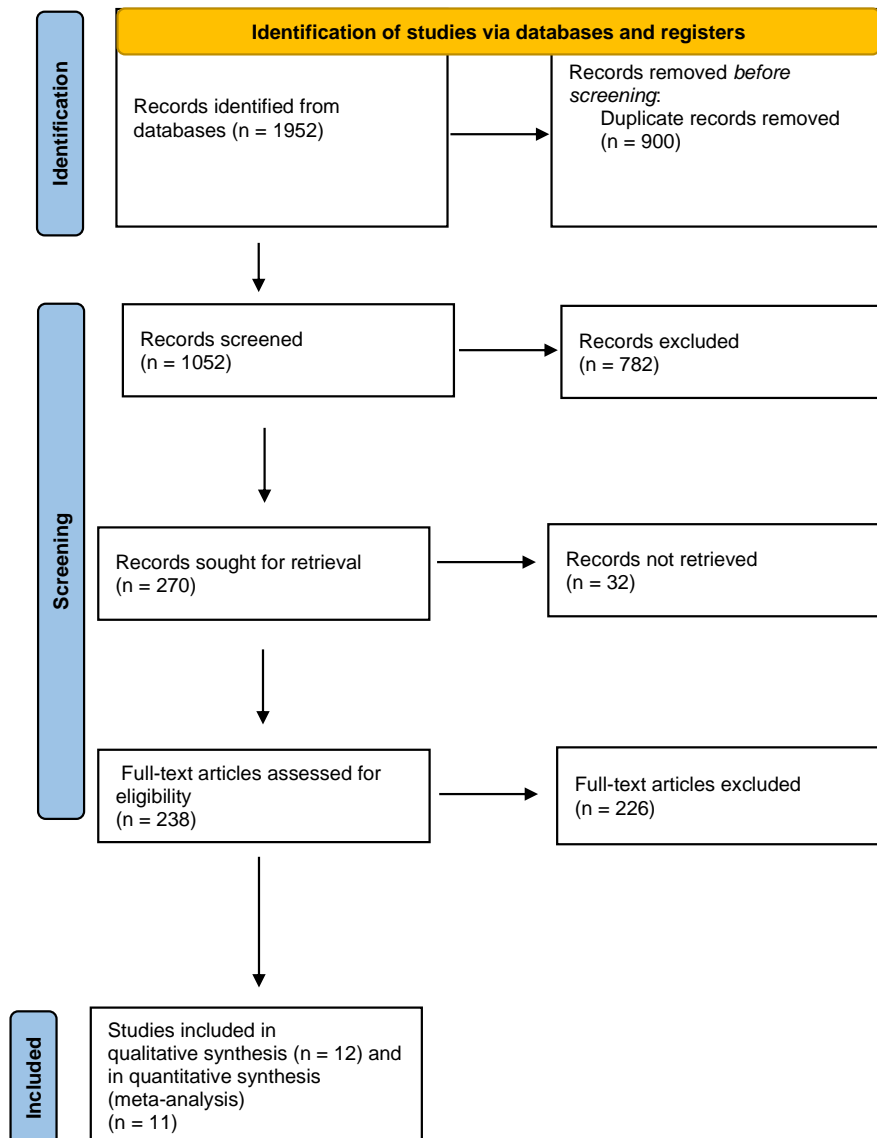 Identification of studies via databases and registers
Identification
Records identified from
databases (n = 1952)
Records removed before
screening:
Duplicate records removed
(n = 900)
Screening
Records screened
(n = 1052)
Records excluded
(n = 782)
Records sought for retrieval
(n = 270)
Records not retrieved
(n = 32)
Full-text articles assessed for
eligibility
(n = 238)
Full-text articles excluded
(n = 226)
Included
Studies included in
qualitative synthesis (n = 12) and
in quantitative synthesis
(meta-analysis)
(n = 11)